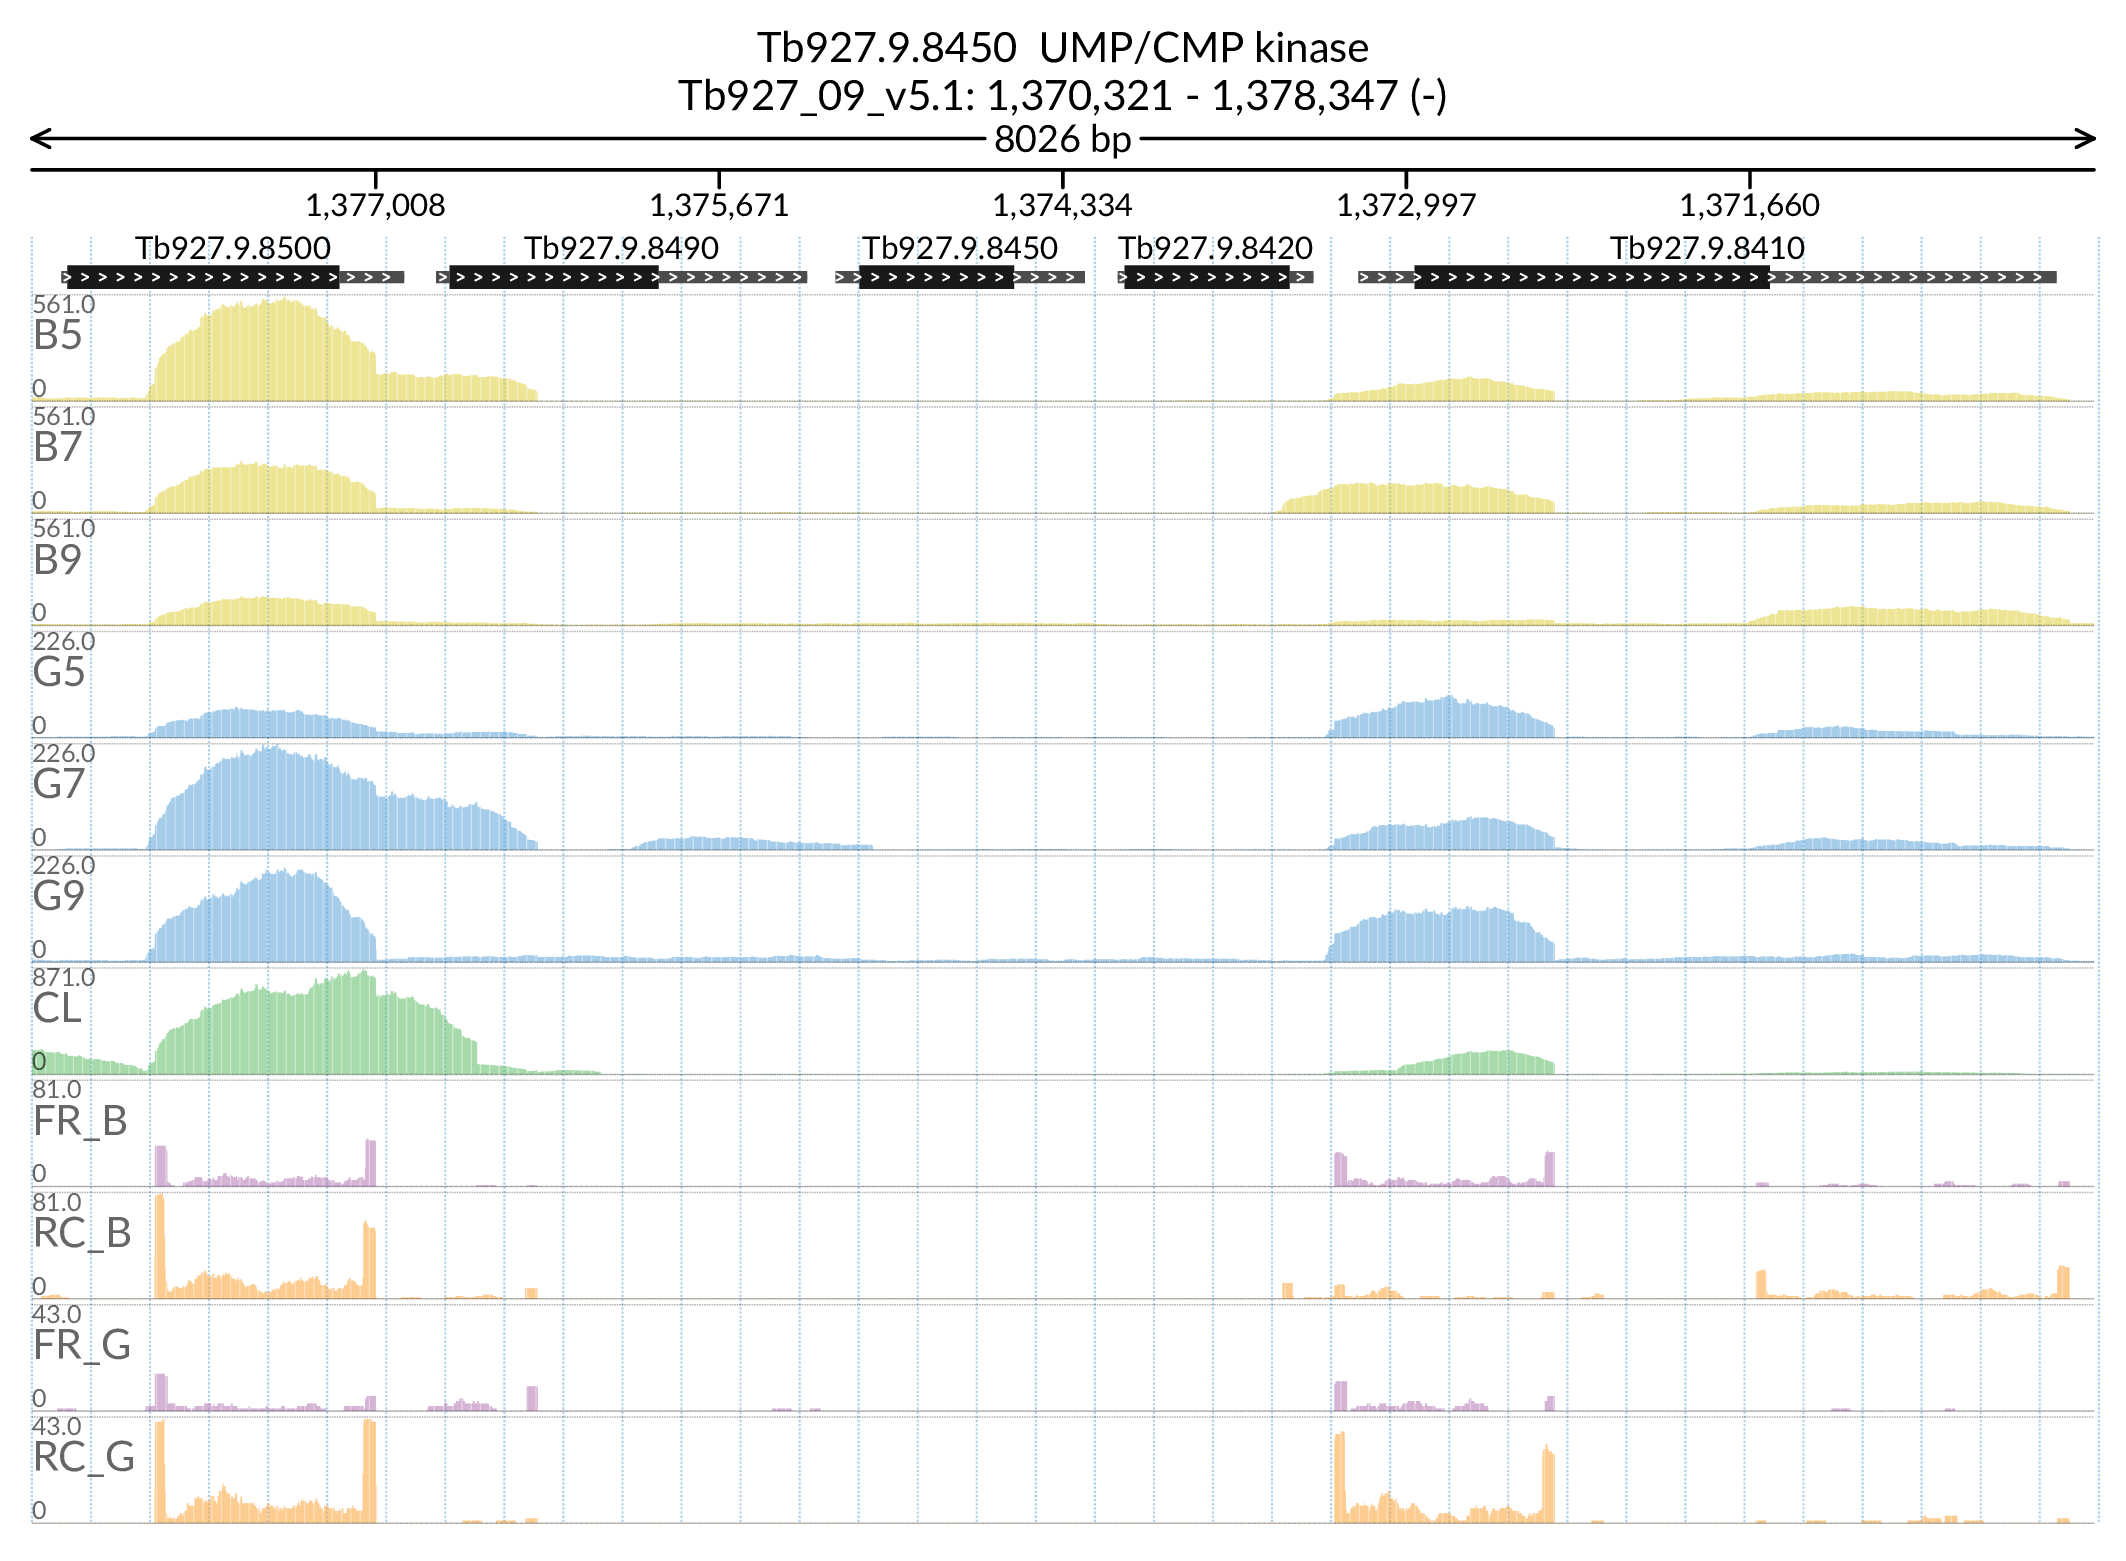 Tb927.9.8450  UMP/CMP kinase
Tb927_09_v5.1: 1,370,321 - 1,378,347 (-)
8026 bp
1,377,008 1,375,671 1,374,334 1,372,997 1,371,660
Tb927.9.8500 Tb927.9.8490 Tb927.9.8450 Tb927.9.8420 Tb927.9.8410
561.0
B5
0
561.0
B7
0
561.0
B9
0
226.0
G5
0
226.0
G7
0
226.0
G9
0
871.0
CL
0
81.0
FR_B
0
81.0
RC_B
0
43.0
FR_G
0
43.0
RC_G
0